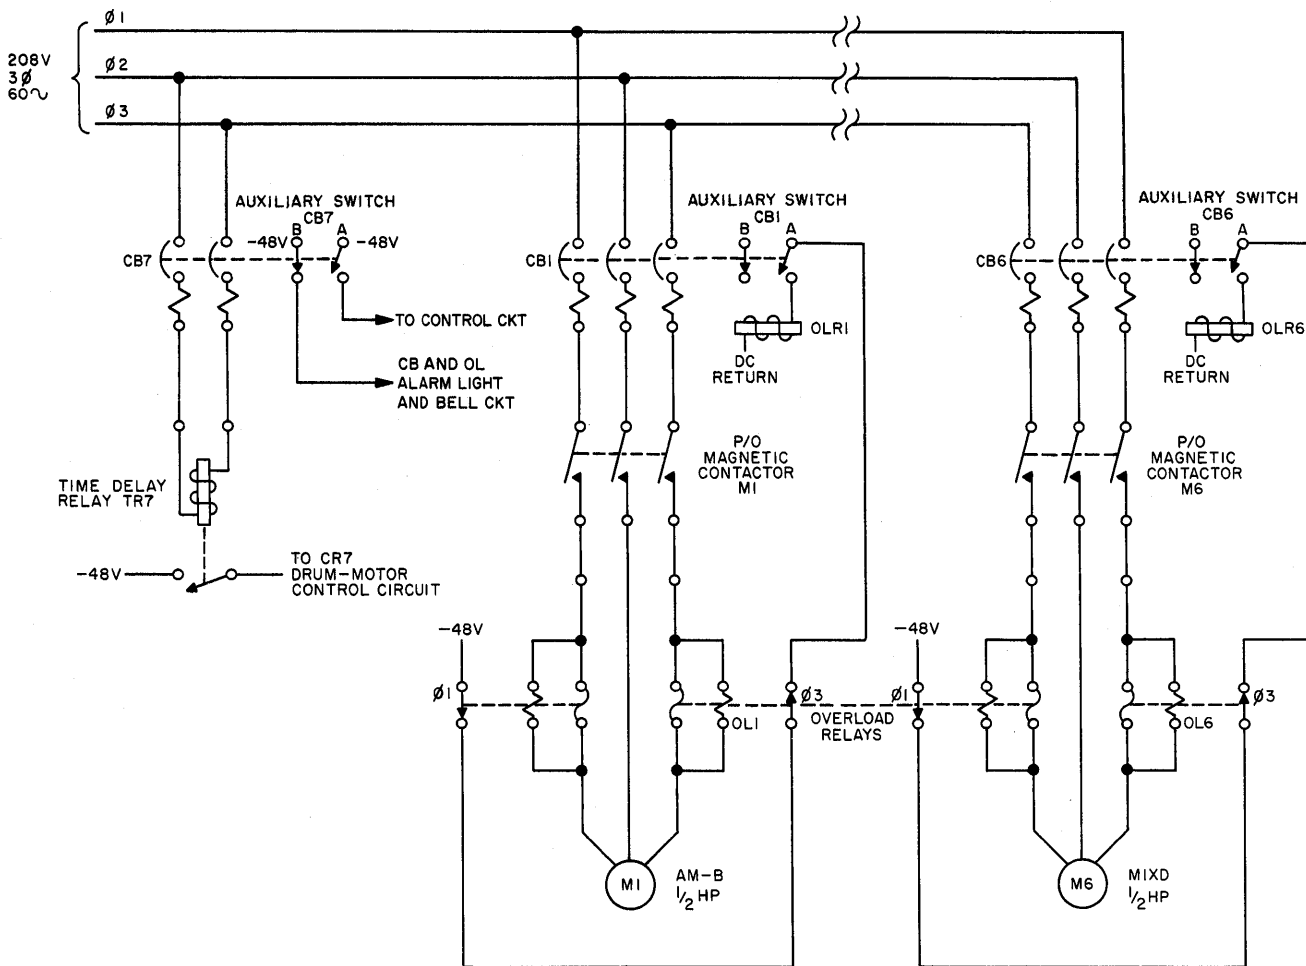 Ø1
208V
3Ø
60∿
Ø2
Ø3
AUXILIARY SWITCH
CB7
B A
-48V -48V
CB7
TO CONTROL CKT
CB AND OL
ALARM LIGHT
AND BELL CKT
TIME DELAY
RELAY TR7
-48V
TO CR7
DRUM-MOTOR
CONTROL CIRCUIT
AUXILIARY SWITCH
CB1
B A
CB1
OLR1
DC
RETURN
P/O
MAGNETIC
CONTACTOR
M1
-48V
Ø1
OL1
Ø3
OVERLOAD
RELAYS
M1
AM-B
1/2 HP
AUXILIARY SWITCH
CB6
B A
CB6
OLR6
DC
RETURN
P/O
MAGNETIC
CONTACTOR
M6
-48V
Ø1
OL6
Ø3
M6
MIXD
1/2 HP